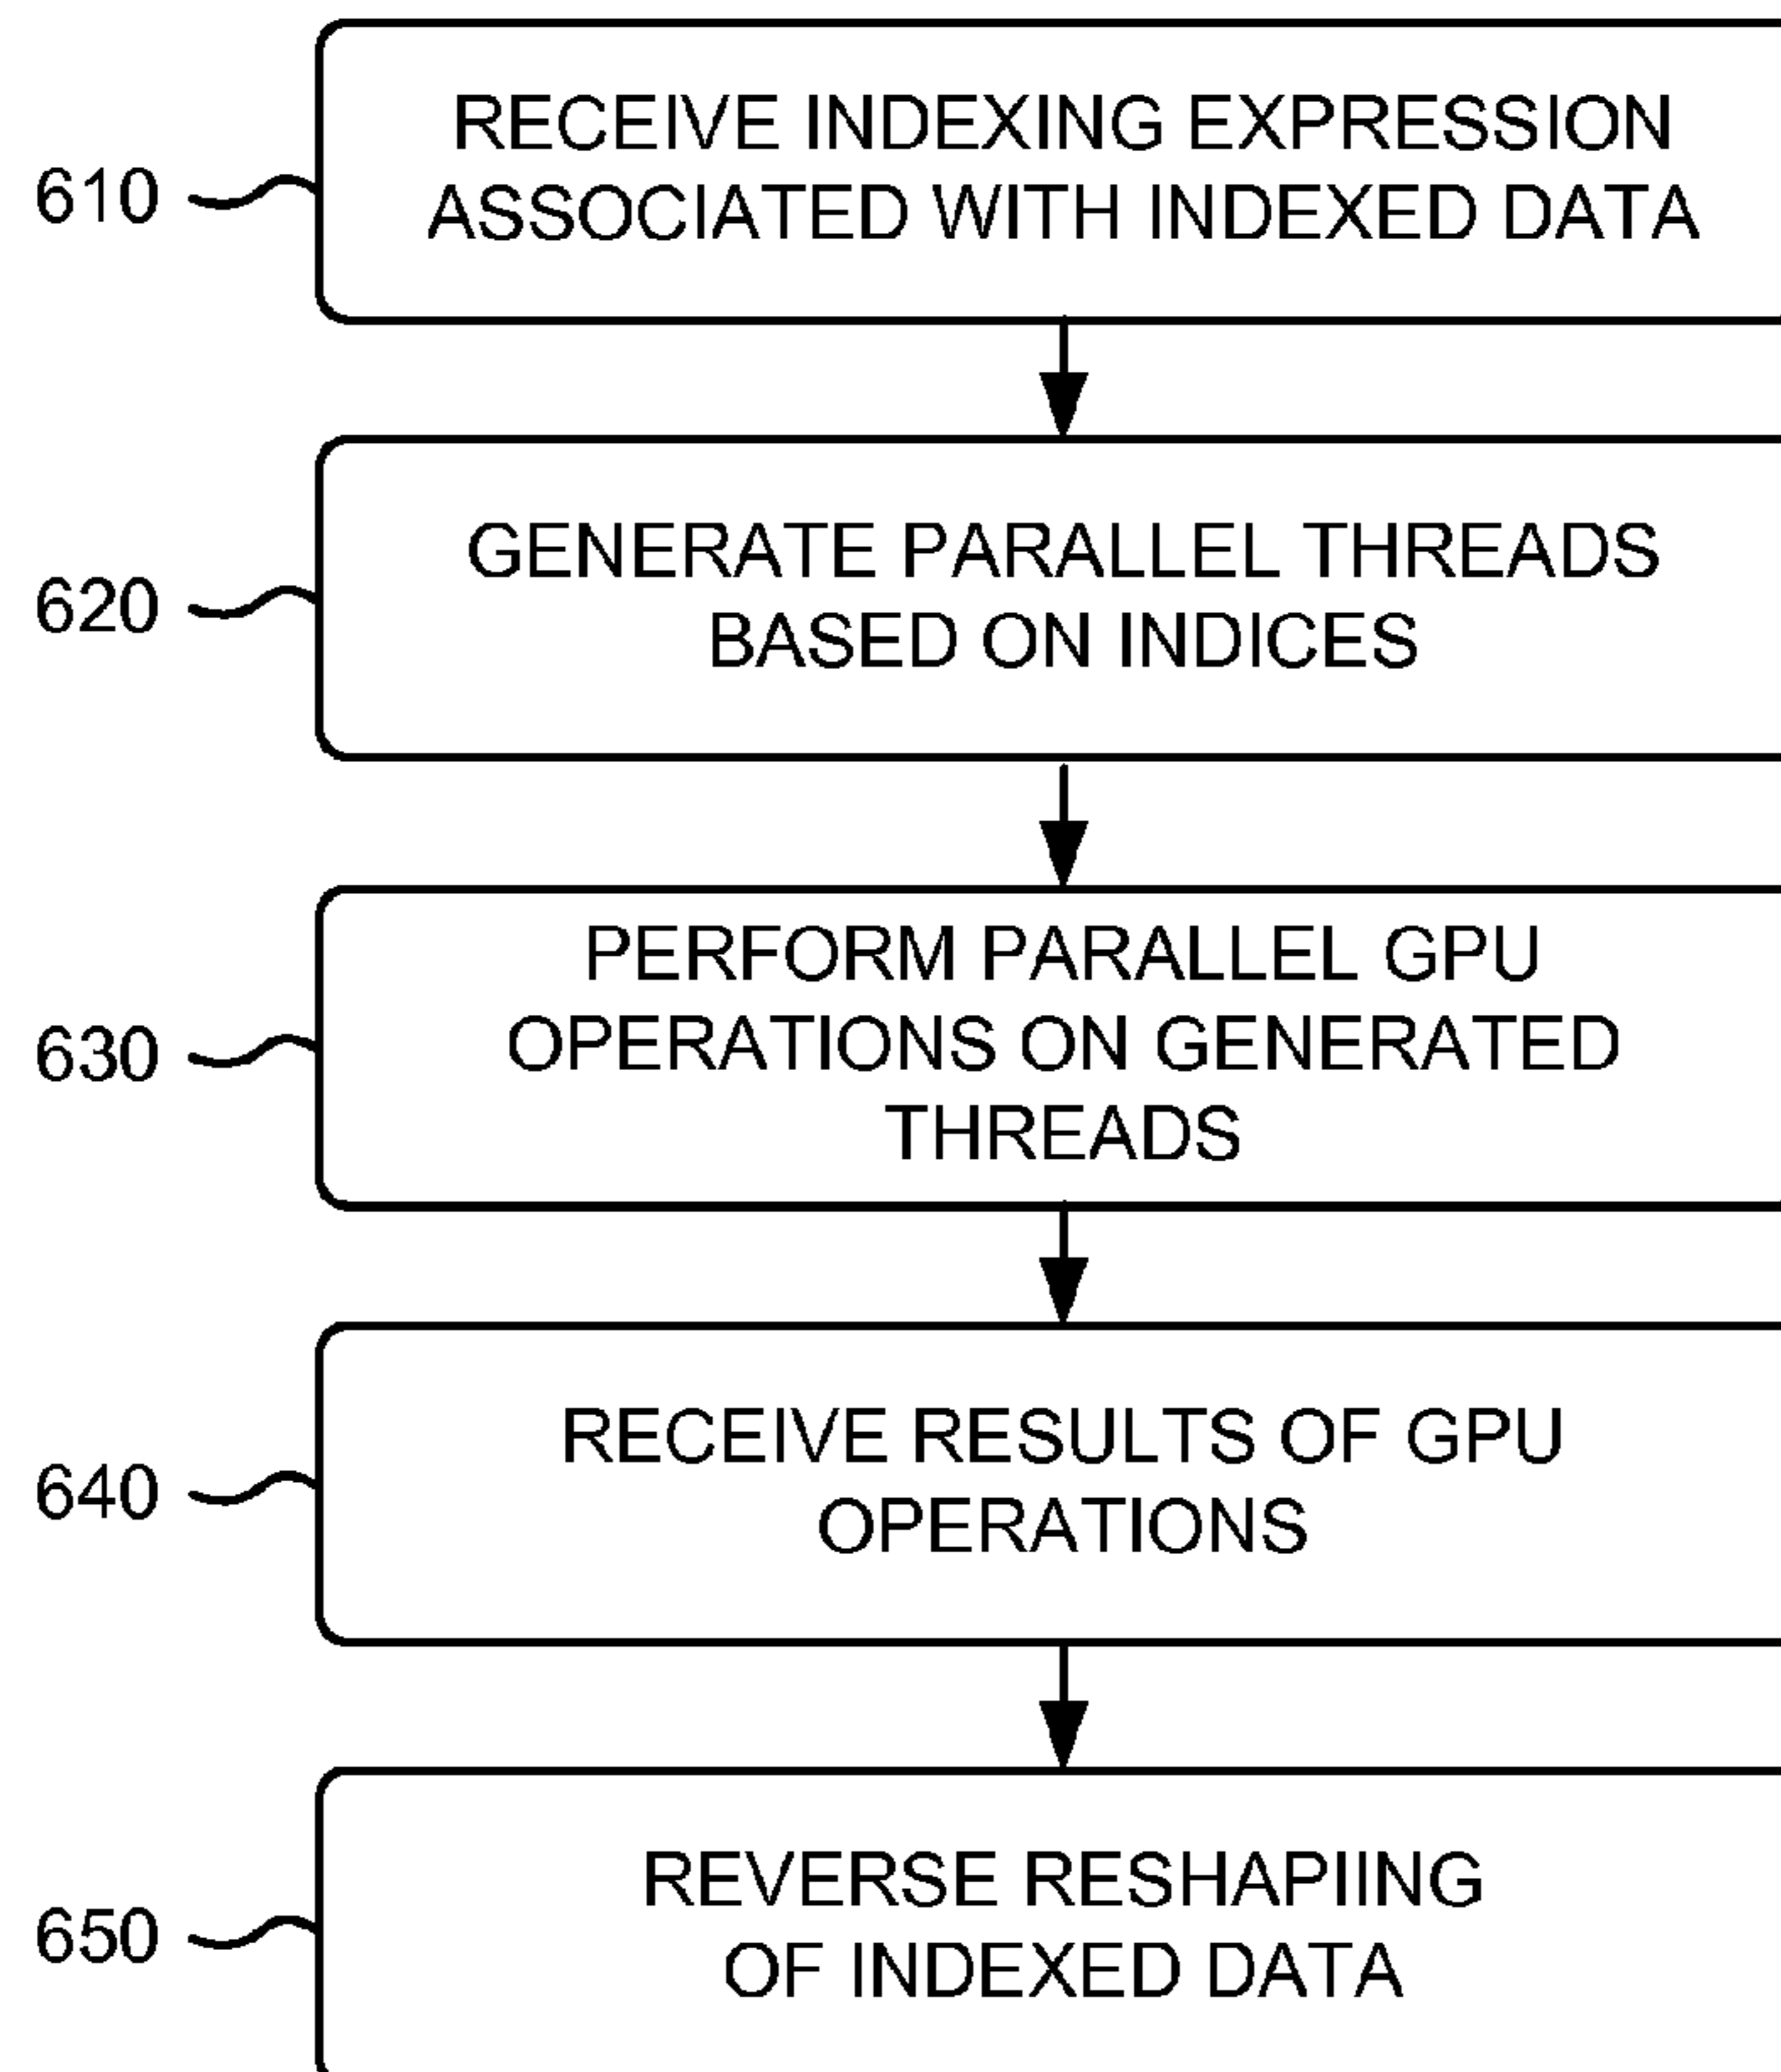 RECEIVE INDEXING EXPRESSION
610
ASSOCIATED WITH INDEXED DATA
GENERATE PARALLEL THREADS
620
BASED ON INDICES
PERFORM PARALLEL GPU
630
OPERATIONS ON GENERATED
THREADS
RECEIVE RESULTS OF GPU
640
OPERATIONS
REVERSE RESHAPIING
650
OF INDEXED DATA